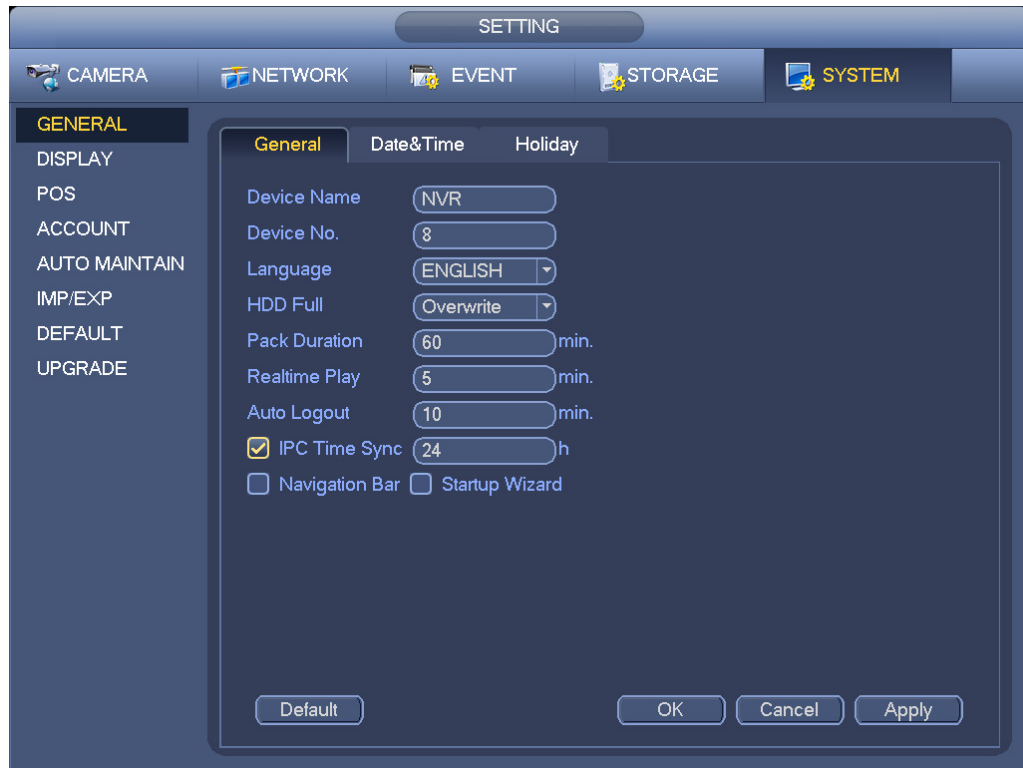 SETTING
CAMERA NETWORK EVENT STORAGE SYSTEM
GENERAL
DISPLAY
POS
ACCOUNT
AUTO MAINTAIN
IMP/EXP
DEFAULT
UPGRADE
General Date&Time Holiday
Device Name NVR
Device No. 8
Language ENGLISH
HDD Full Overwrite
Pack Duration 60 min.
Realtime Play 5 min.
Auto Logout 10 min.
IPC Time Sync 24 h
Navigation Bar Startup Wizard
Default OK Cancel Apply